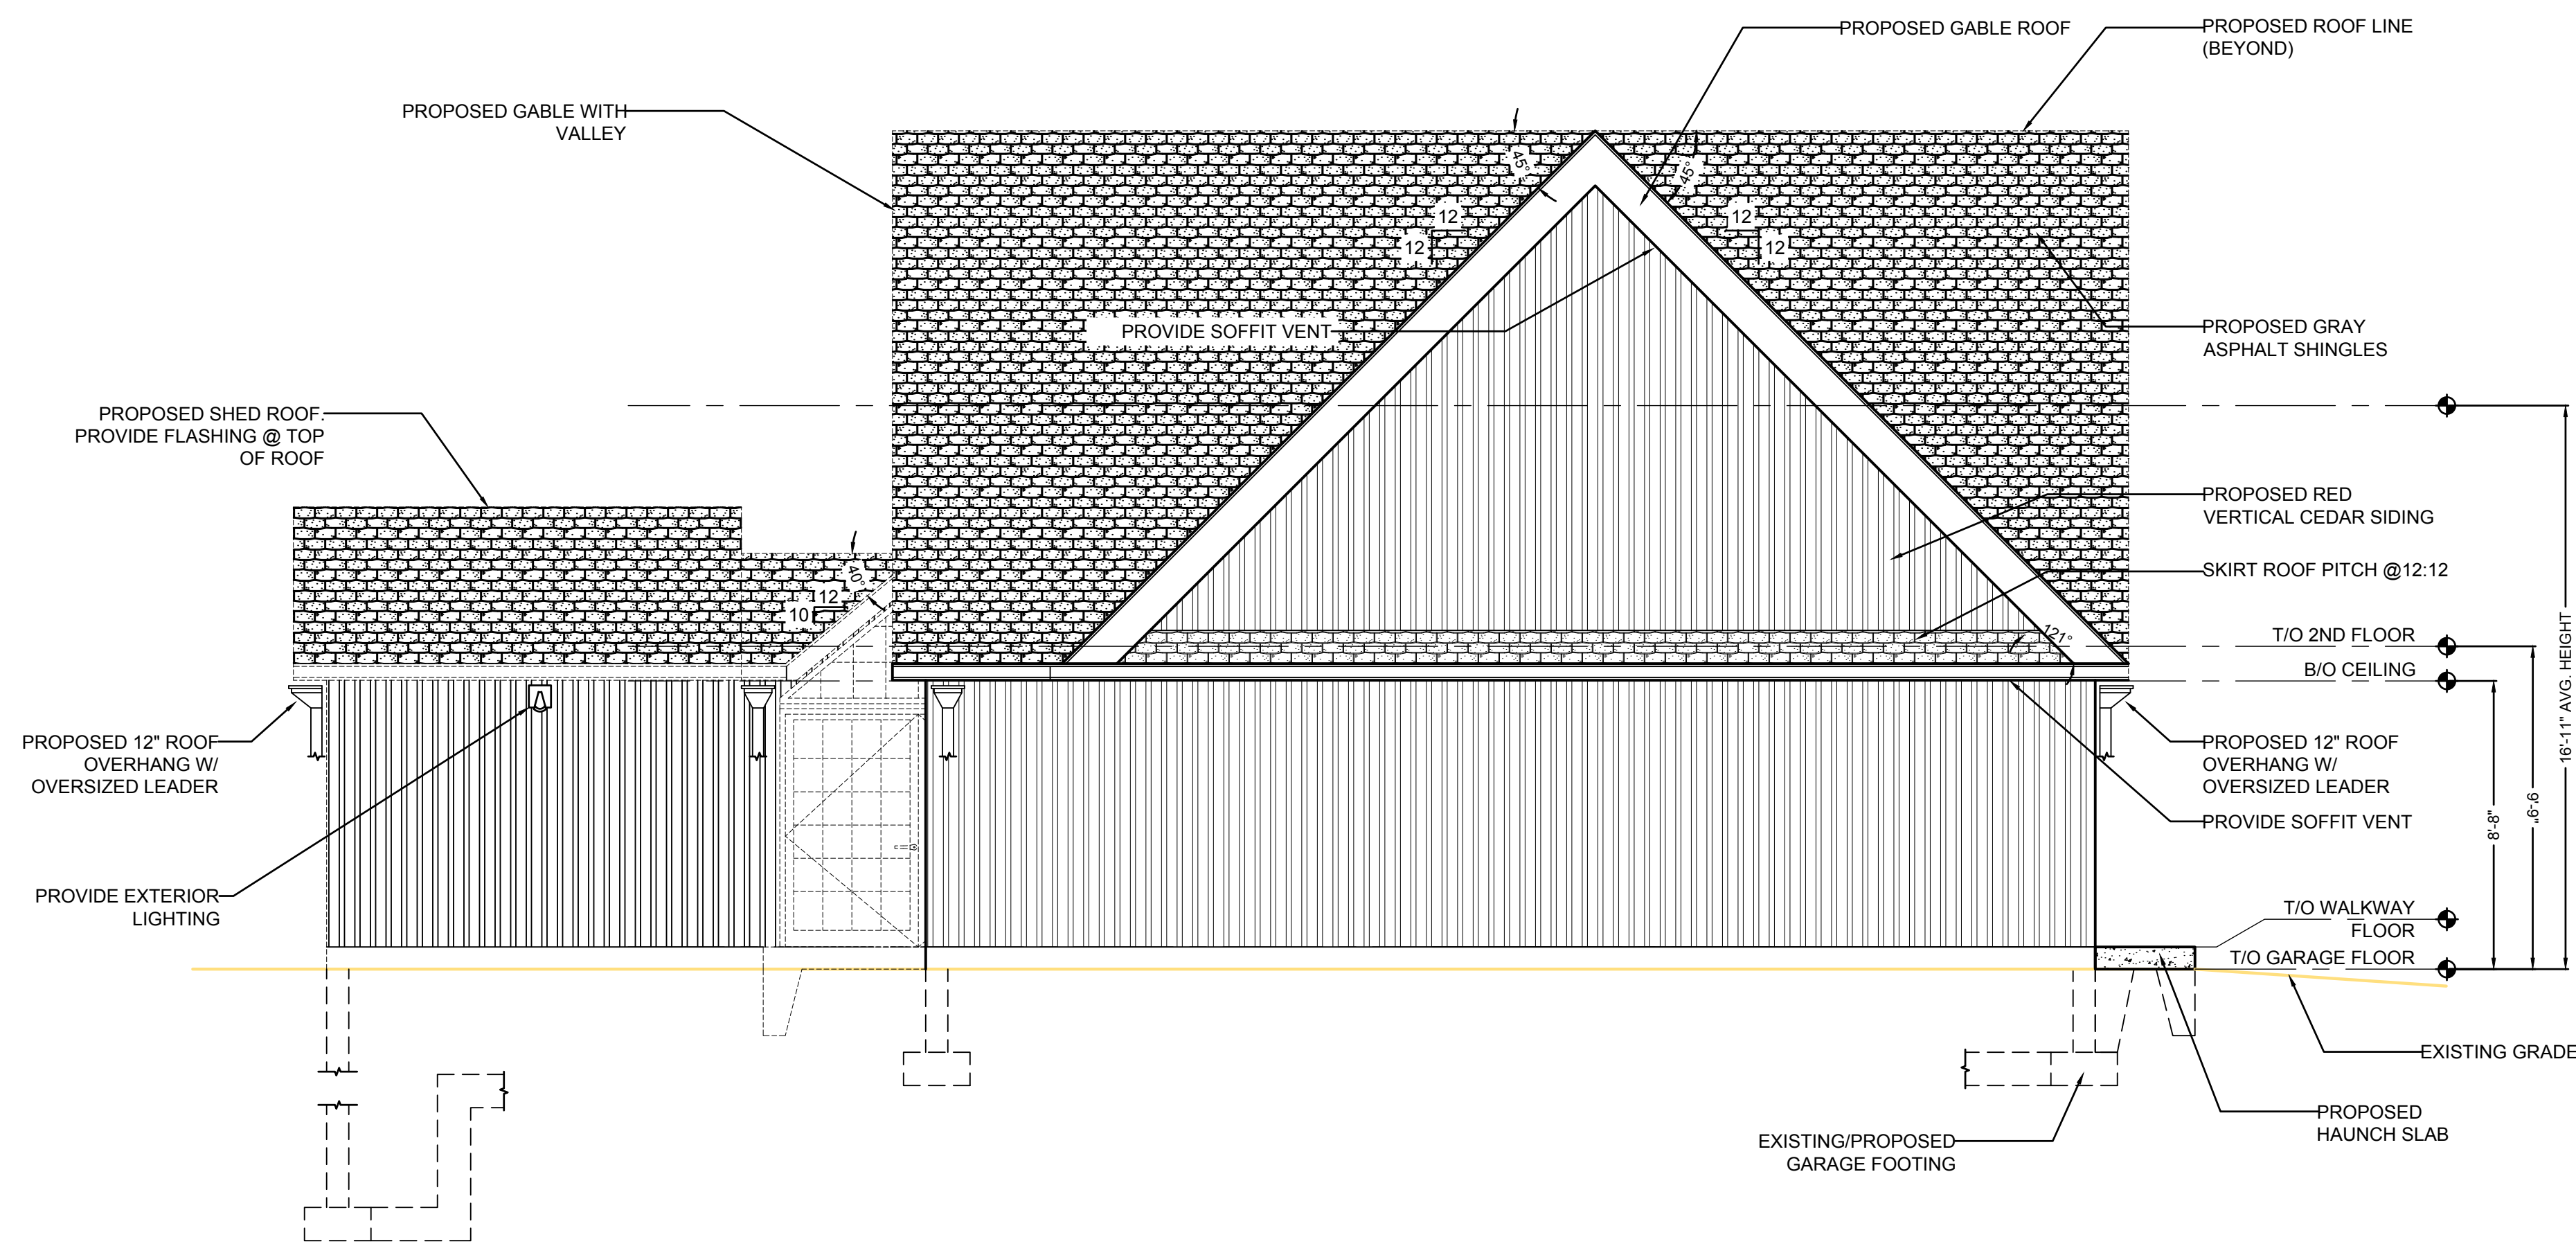 PROPOSED GABLE ROOF
PROPOSED ROOF LINE
(BEYOND)
PROPOSED GABLE WITH
VALLEY
45°
45°
12
12
12
12
PROVIDE SOFFIT VENT
PROPOSED GRAY
ASPHALT SHINGLES
PROPOSED SHED ROOF.
PROVIDE FLASHING @ TOP
OF ROOF
PROPOSED RED
VERTICAL CEDAR SIDING
SKIRT ROOF PITCH @12:12
40°
12
10
121°
T/O 2ND FLOOR
B/O CEILING
16'-11" AVG. HEIGHT
PROPOSED 12" ROOF
OVERHANG W/
OVERSIZED LEADER
PROPOSED 12" ROOF
OVERHANG W/
OVERSIZED LEADER
PROVIDE SOFFIT VENT
8'-8"
9'-9"
PROVIDE EXTERIOR
LIGHTING
T/O WALKWAY
FLOOR
T/O GARAGE FLOOR
EXISTING GRADE
PROPOSED
HAUNCH SLAB
EXISTING/PROPOSED
GARAGE FOOTING